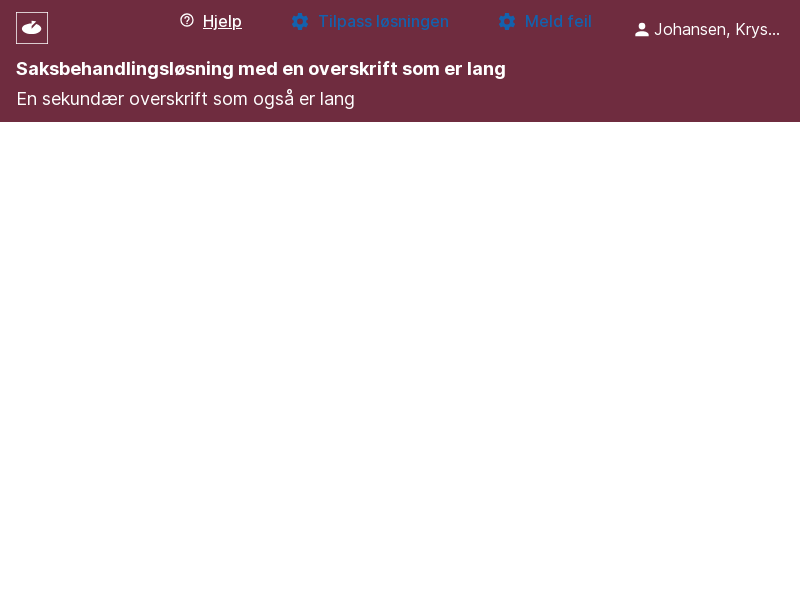 Hjelp Tilpass løsningen Meld feil Johansen, Krys...
Saksbehandlingsløsning med en overskrift som er lang
En sekundær overskrift som også er lang